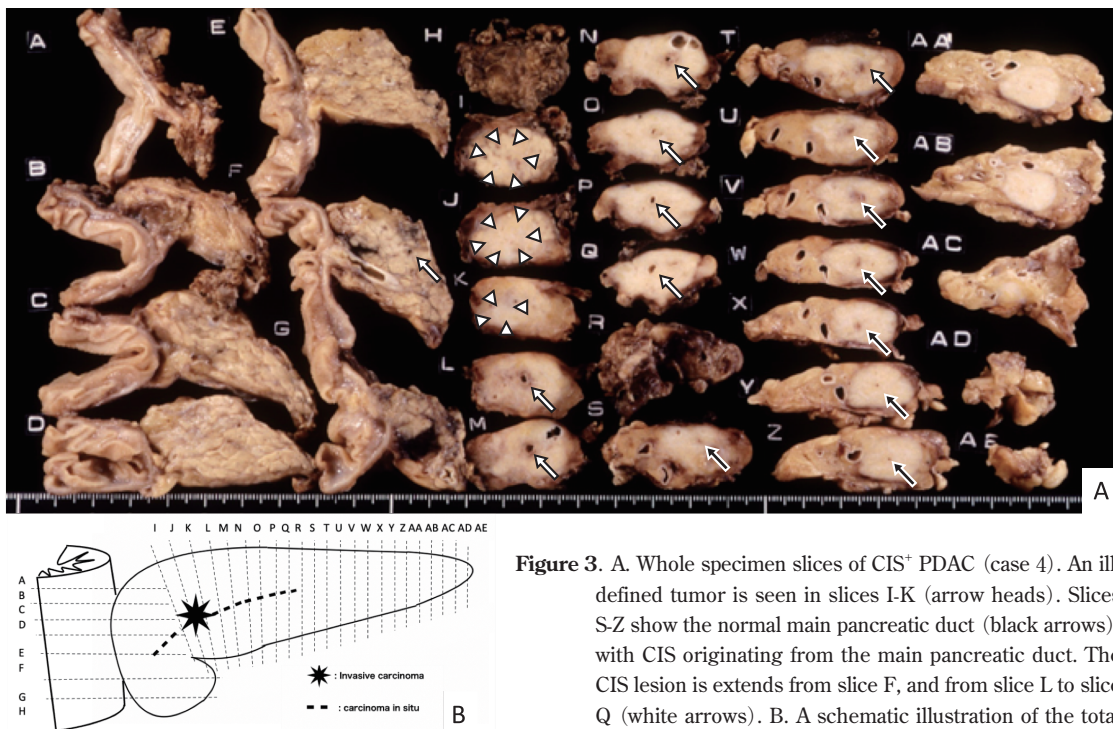 A
B
C
D
E
F
G
H
I
J
K
L
M
N
O
P
Q
R
S
T
U
V
W
X
Y
Z
AA
AB
AC
AD
AE
A
I J K L M N O P Q R S T U V W X Y Z AA AB AC AD AE
A
B
C
D
E
F
G
H
: Invasive carcinoma
: carcinoma in situ
B
Figure 3. A. Whole specimen slices of CIS⁺ PDAC (case 4). An ill
defined tumor is seen in slices I-K (arrow heads). Slices
S-Z show the normal main pancreatic duct (black arrows)
with CIS originating from the main pancreatic duct. The
CIS lesion is extends from slice F, and from slice L to slice
Q (white arrows). B. A schematic illustration of the total